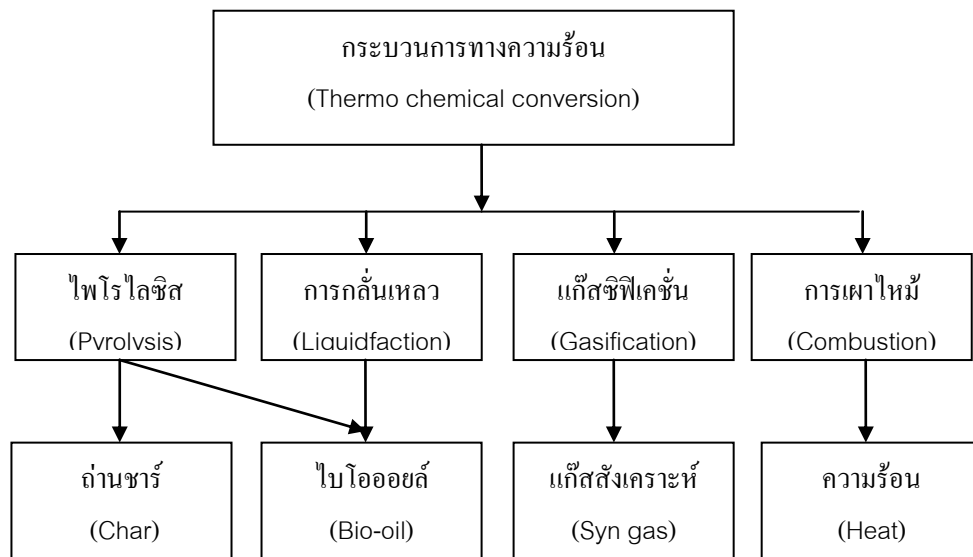 กระบวนการทางความร้อน
(Thermo chemical conversion)
ไพโรไลซิส
(Pyrolysis)
การกลั่นเหลว
(Liquidfaction)
แก๊สซิฟิเคชั่น
(Gasification)
การเผาไหม้
(Combustion)
ถ่านชาร์
(Char)
ไบโอออยล์
(Bio-oil)
แก๊สสังเคราะห์
(Syn gas)
ความร้อน
(Heat)